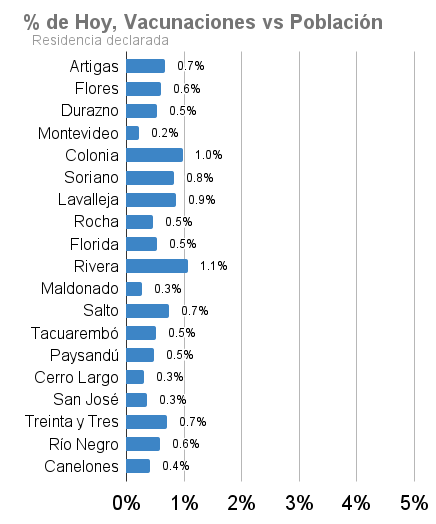 % de Hoy, Vacunaciones vs Población
Residencia declarada
Artigas 0.7%
Flores 0.6%
Durazno 0.5%
Montevideo 0.2%
Colonia 1.0%
Soriano 0.8%
Lavalleja 0.9%
Rocha 0.5%
Florida 0.5%
Rivera 1.1%
Maldonado 0.3%
Salto 0.7%
Tacuarembó 0.5%
Paysandú 0.5%
Cerro Largo 0.3%
San José 0.3%
Treinta y Tres 0.7%
Río Negro 0.6%
Canelones 0.4%
0% 1% 2% 3% 4% 5%